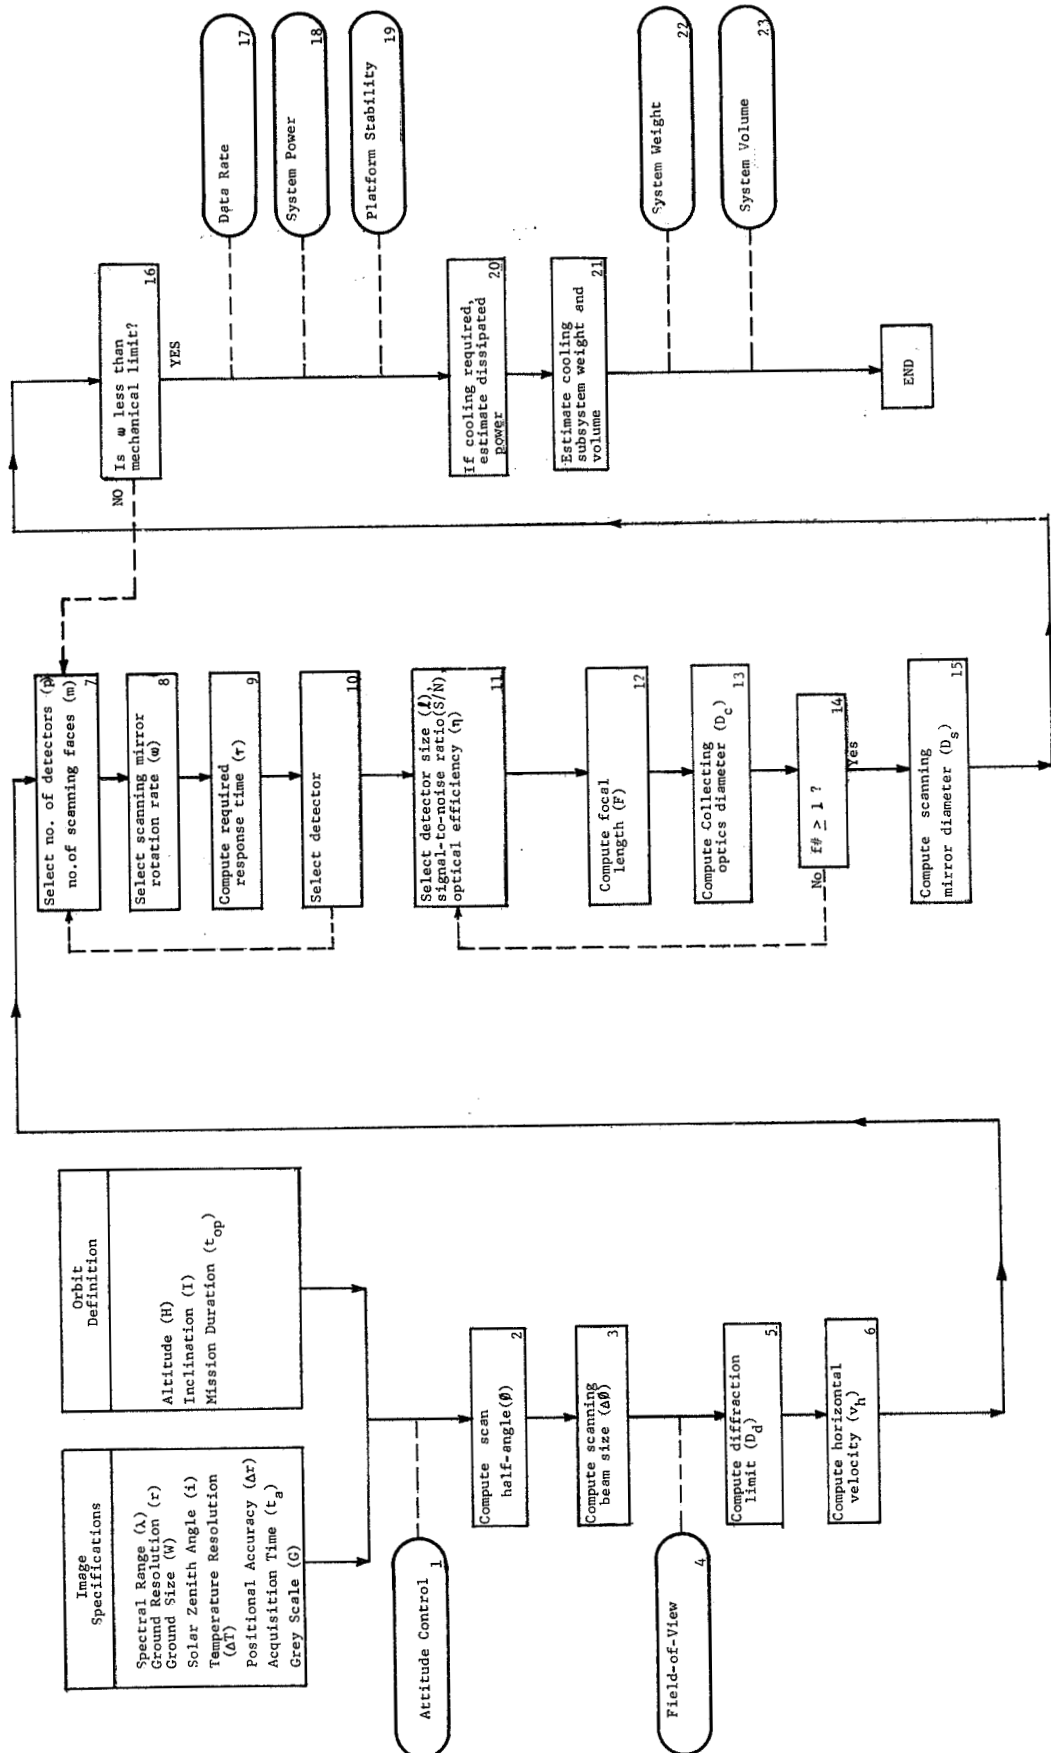 Image
Specifications
Spectral Range (λ)
Ground Resolution (r)
Ground Size (W)
Solar Zenith Angle (i)
Temperature Resolution
(ΔT)
Positional Accuracy (Δr)
Acquisition Time (t_a)
Grey Scale (G)
Orbit
Definition
Altitude (H)
Inclination (I)
Mission Duration (t_op)
Attitude Control
1
Compute scan
half-angle(Ø)
2
Compute scanning
beam size (ΔØ)
3
Field-of-View
4
Compute diffraction
limit (D_d)
5
Compute horizontal
velocity (v_h)
6
Select no. of detectors (p)
no.of scanning faces (m)
7
Select scanning mirror
rotation rate (ω)
8
Compute required
response time (τ)
9
Select detector
10
Select detector size (ℓ),
signal-to-noise ratio(S/N),
optical efficiency (η)
11
Compute focal
length (F)
12
Compute Collecting
optics diameter (D_c)
13
f# ≥ 1 ?
14
No
Yes
Compute scanning
mirror diameter (D_s)
15
Is ω less than
mechanical limit?
16
NO
YES
Data Rate
17
System Power
18
Platform Stability
19
If cooling required,
estimate dissipated
power
20
Estimate cooling
subsystem weight and
volume
21
System Weight
22
System Volume
23
END